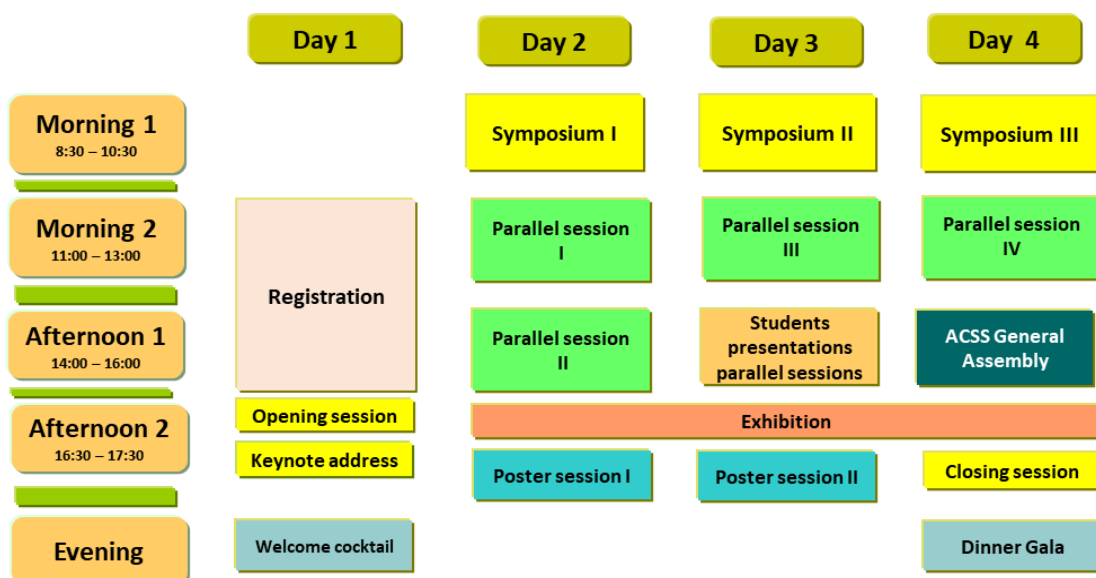 Day 1
Day 2
Day 3
Day 4
Morning 1
8:30 – 10:30
Symposium I
Symposium II
Symposium III
Morning 2
11:00 – 13:00
Registration
Parallel session
I
Parallel session
III
Parallel session
IV
Afternoon 1
14:00 – 16:00
Parallel session
II
Students
presentations
parallel sessions
ACSS General
Assembly
Afternoon 2
16:30 – 17:30
Opening session
Exhibition
Keynote address
Poster session I
Poster session II
Closing session
Evening
Welcome cocktail
Dinner Gala